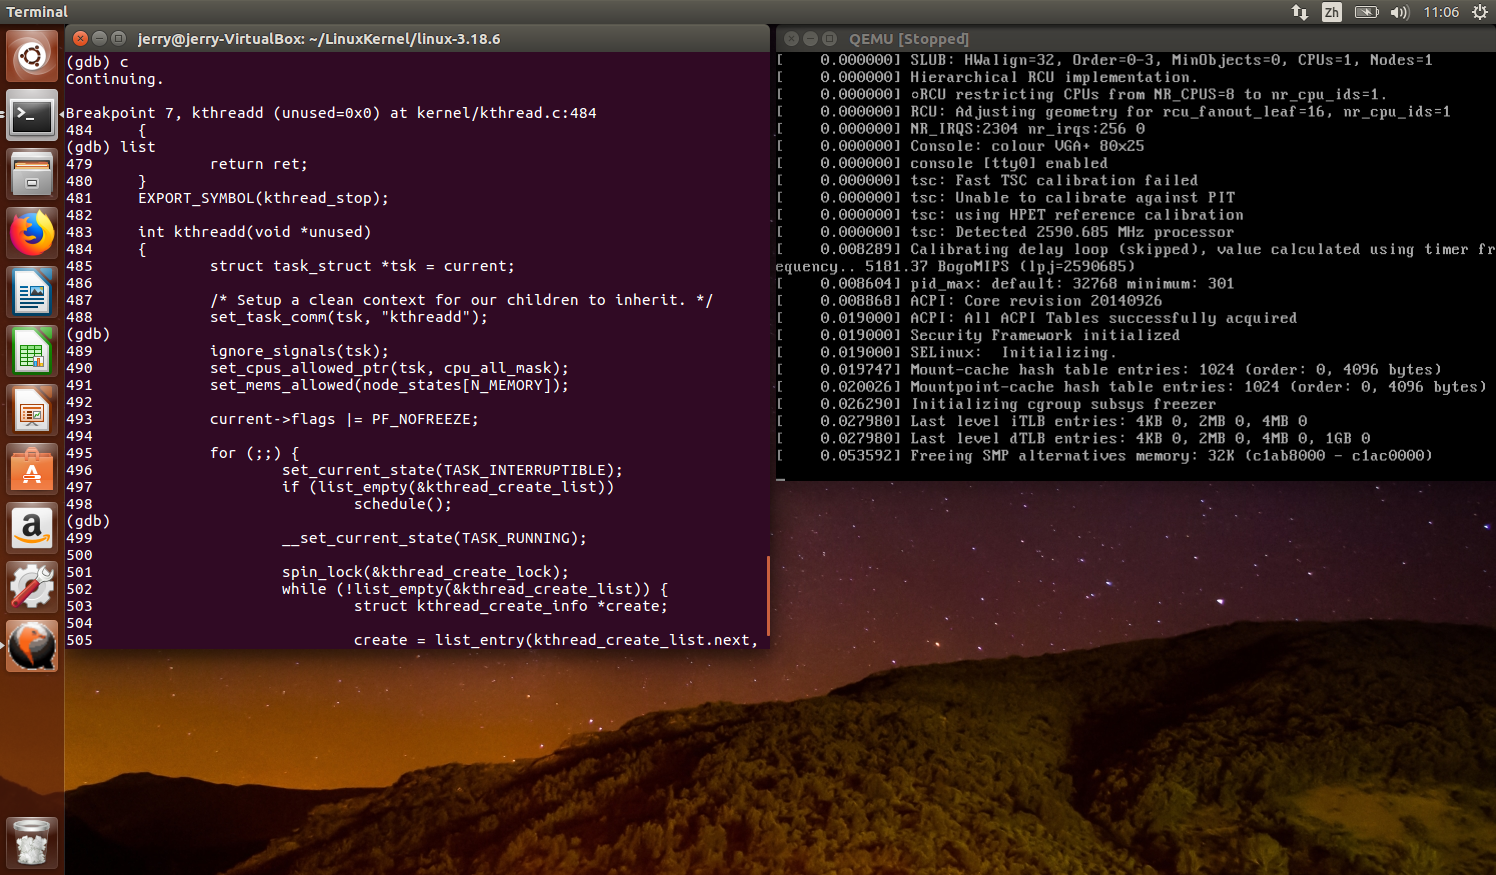 Terminal
Zh
11:06
jerry@jerry-VirtualBox: ~/LinuxKernel/linux-3.18.6
(gdb) c
Continuing.
Breakpoint 7, kthreadd (unused=0x0) at kernel/kthread.c:484
484 {
(gdb) list
479 return ret;
480 }
481 EXPORT_SYMBOL(kthread_stop);
482
483 int kthreadd(void *unused)
484 {
485 struct task_struct *tsk = current;
486
487 /* Setup a clean context for our children to inherit. */
488 set_task_comm(tsk, "kthreadd");
(gdb)
489 ignore_signals(tsk);
490 set_cpus_allowed_ptr(tsk, cpu_all_mask);
491 set_mems_allowed(node_states[N_MEMORY]);
492
493 current->flags |= PF_NOFREEZE;
494
495 for (;;) {
496 set_current_state(TASK_INTERRUPTIBLE);
497 if (list_empty(&kthread_create_list))
498 schedule();
(gdb)
499 __set_current_state(TASK_RUNNING);
500
501 spin_lock(&kthread_create_lock);
502 while (!list_empty(&kthread_create_list)) {
503 struct kthread_create_info *create;
504
505 create = list_entry(kthread_create_list.next,
QEMU [Stopped]
[ 0.000000] SLUB: HWalign=32, Order=0-3, MinObjects=0, CPUs=1, Nodes=1
[ 0.000000] Hierarchical RCU implementation.
[ 0.000000] ○RCU restricting CPUs from NR_CPUS=8 to nr_cpu_ids=1.
[ 0.000000] RCU: Adjusting geometry for rcu_fanout_leaf=16, nr_cpu_ids=1
[ 0.000000] NR_IRQS:2304 nr_irqs:256 0
[ 0.000000] Console: colour VGA+ 80x25
[ 0.000000] console [tty0] enabled
[ 0.000000] tsc: Fast TSC calibration failed
[ 0.000000] tsc: Unable to calibrate against PIT
[ 0.000000] tsc: using HPET reference calibration
[ 0.000000] tsc: Detected 2590.685 MHz processor
[ 0.008289] Calibrating delay loop (skipped), value calculated using timer fr
equency.. 5181.37 BogoMIPS (lpj=2590685)
[ 0.008604] pid_max: default: 32768 minimum: 301
[ 0.008868] ACPI: Core revision 20140926
[ 0.019000] ACPI: All ACPI Tables successfully acquired
[ 0.019000] Security Framework initialized
[ 0.019000] SELinux:  Initializing.
[ 0.019747] Mount-cache hash table entries: 1024 (order: 0, 4096 bytes)
[ 0.020026] Mountpoint-cache hash table entries: 1024 (order: 0, 4096 bytes)
[ 0.026290] Initializing cgroup subsys freezer
[ 0.027980] Last level iTLB entries: 4KB 0, 2MB 0, 4MB 0
[ 0.027980] Last level dTLB entries: 4KB 0, 2MB 0, 4MB 0, 1GB 0
[ 0.053592] Freeing SMP alternatives memory: 32K (c1ab8000 - c1ac0000)